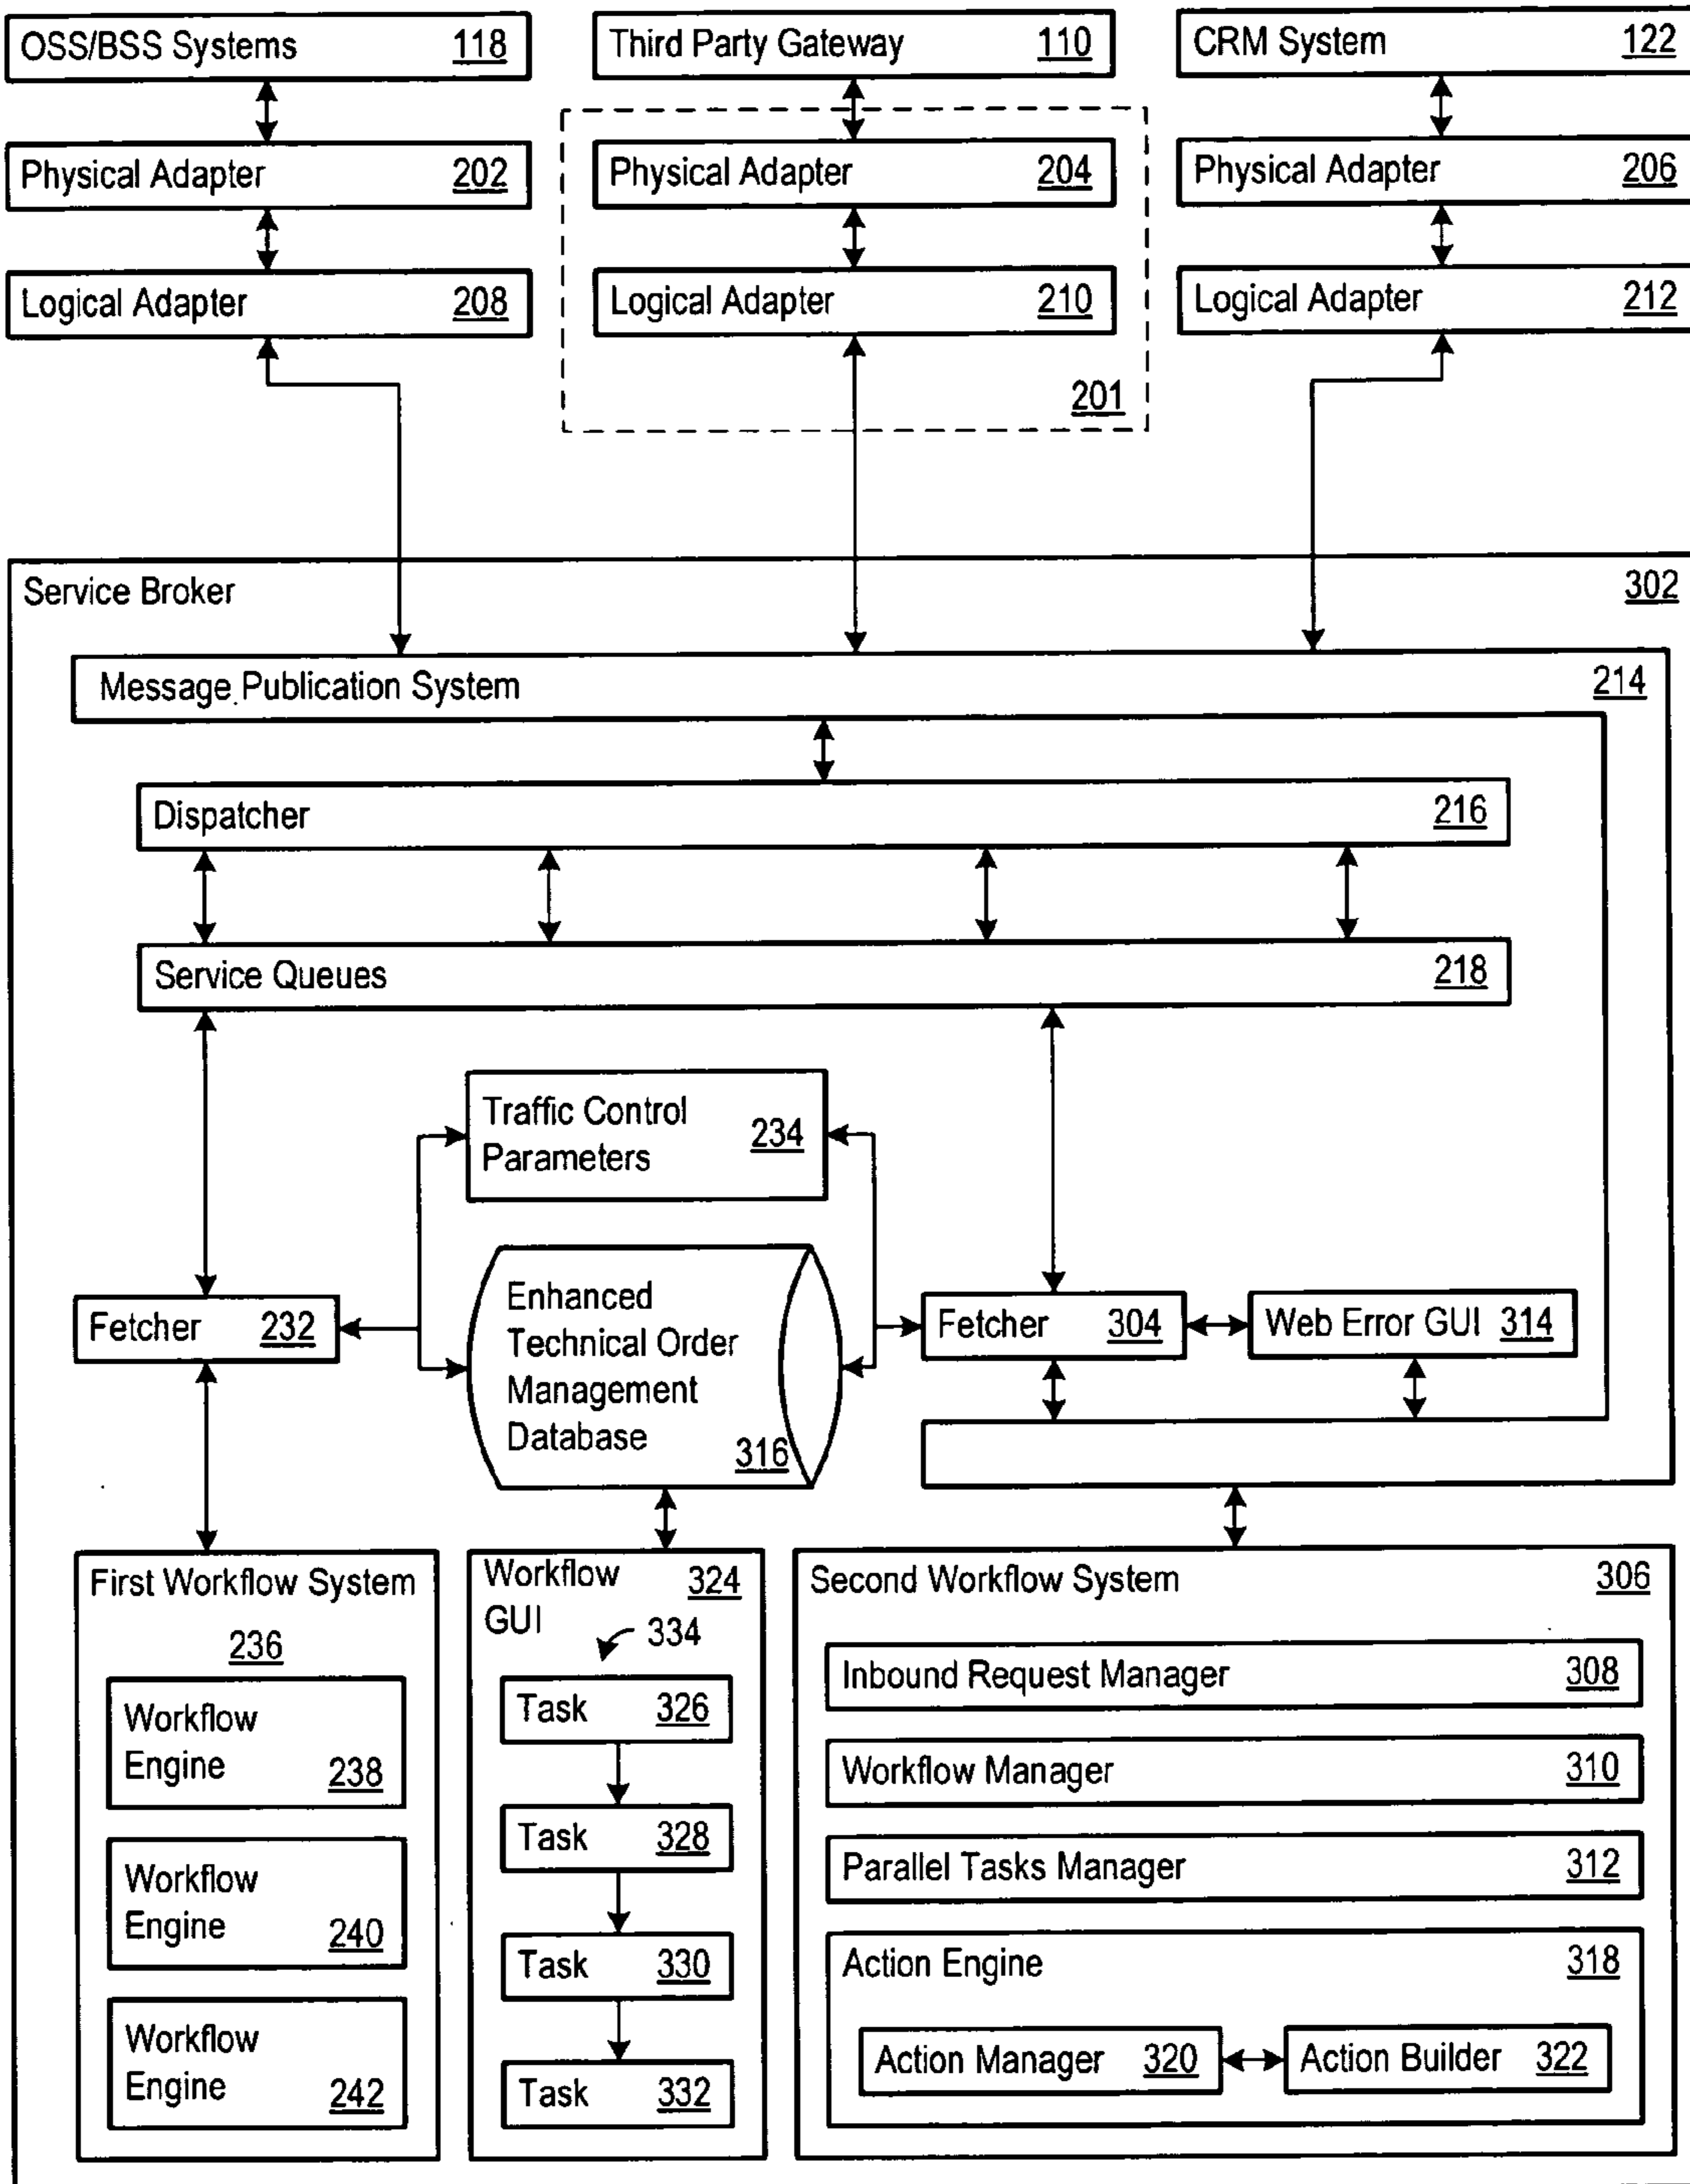 OSS/BSS Systems 118
Third Party Gateway 110
CRM System 122
Physical Adapter 202
Physical Adapter 204
Physical Adapter 206
Logical Adapter 208
Logical Adapter 210
Logical Adapter 212
201
Service Broker 302
Message Publication System 214
Dispatcher 216
Service Queues 218
Traffic Control
Parameters 234
Enhanced
Technical Order
Management
Database 316
Fetcher 232
Fetcher 304
Web Error GUI 314
First Workflow System
236
Workflow
Engine 238
Workflow
Engine 240
Workflow
Engine 242
Workflow 324
GUI
334
Task 326
Task 328
Task 330
Task 332
Second Workflow System 306
Inbound Request Manager 308
Workflow Manager 310
Parallel Tasks Manager 312
Action Engine 318
Action Manager 320
Action Builder 322